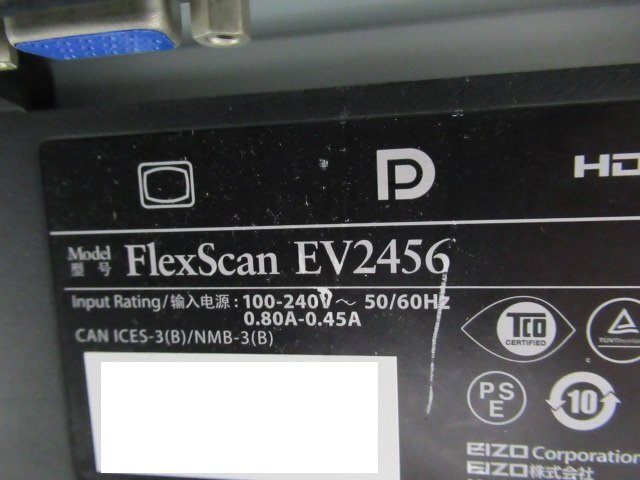 HD
Model
型 号
FlexScan EV2456
Input Rating/输入电源 : 100-240V ～ 50/60Hz
0.80A-0.45A
CAN ICES-3(B)/NMB-3(B)
TCO
CERTIFIED
PS
E
10
EIZO Corporation
EIZO株式会社